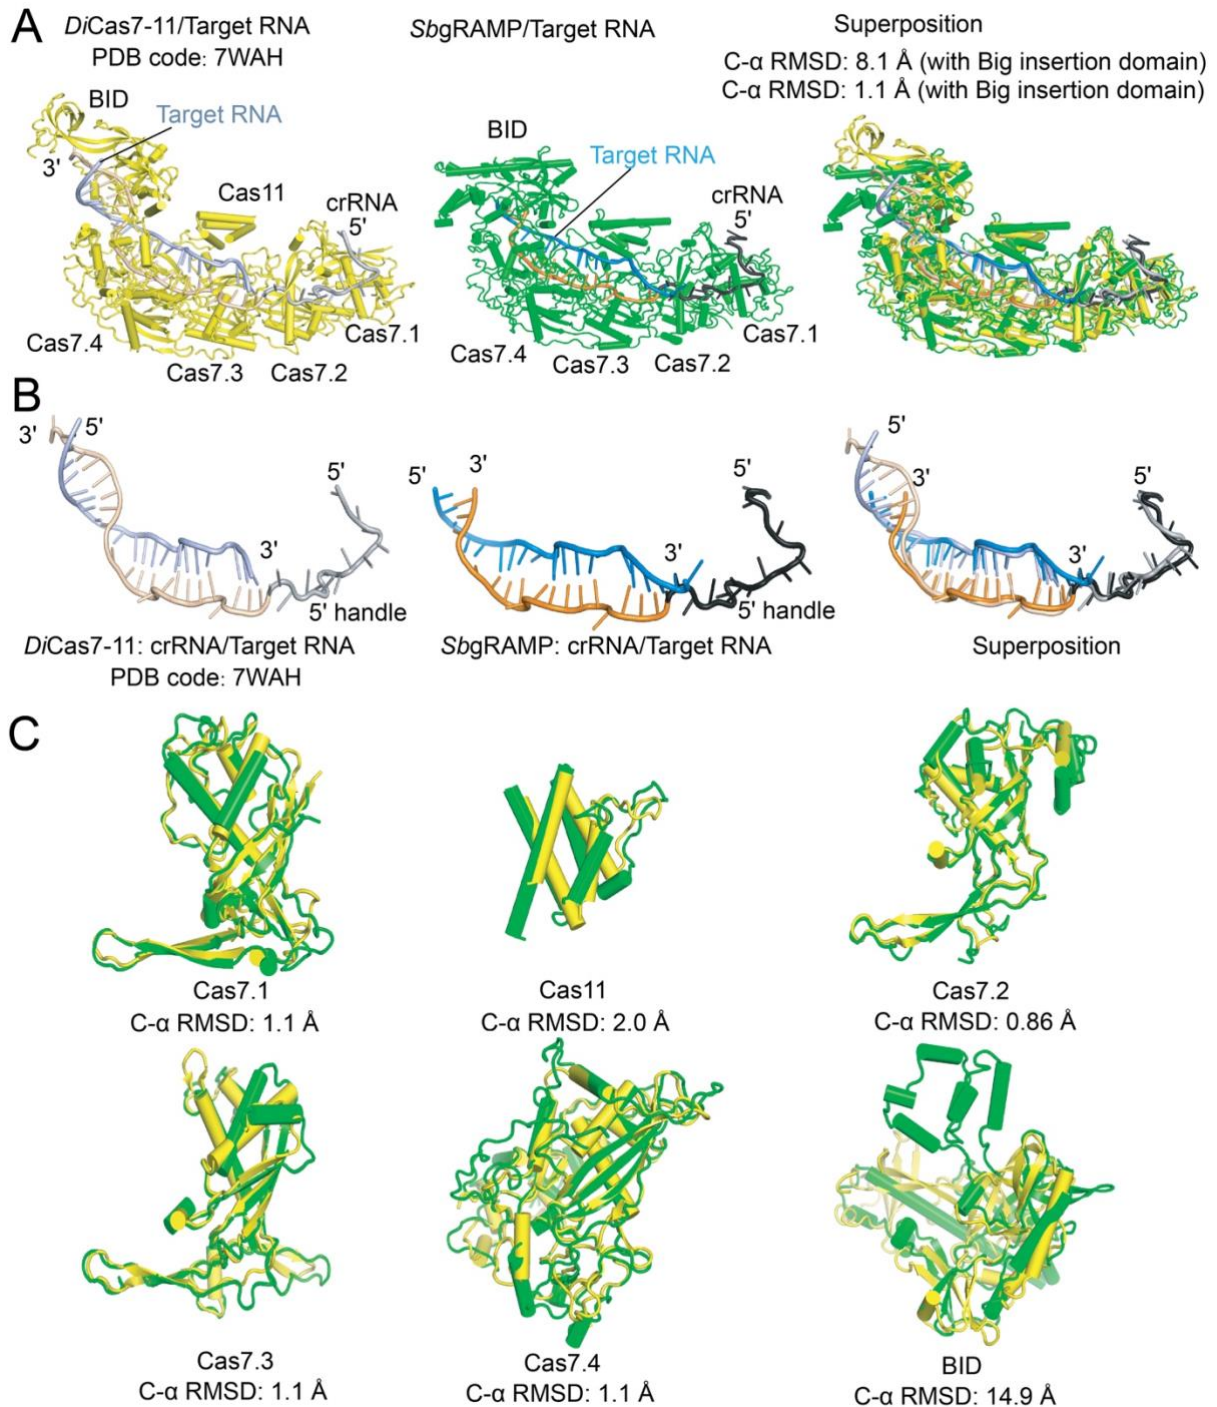 A
DiCas7-11/Target RNA
PDB code: 7WAH
SbgRAMP/Target RNA
Superposition
C-α RMSD: 8.1 Å (with Big insertion domain)
C-α RMSD: 1.1 Å (with Big insertion domain)
BID
Target RNA
3'
Cas11
crRNA
5'
Cas7.4
Cas7.3
Cas7.2
Cas7.1
BID
Target RNA
crRNA
5'
Cas7.4
Cas7.3
Cas7.2
Cas7.1
B
3'
5'
5'
3'
5' handle
DiCas7-11: crRNA/Target RNA
PDB code: 7WAH
5'
3'
5'
3'
5' handle
SbgRAMP: crRNA/Target RNA
5'
3'
5'
3'
Superposition
C
Cas7.1
C-α RMSD: 1.1 Å
Cas11
C-α RMSD: 2.0 Å
Cas7.2
C-α RMSD: 0.86 Å
Cas7.3
C-α RMSD: 1.1 Å
Cas7.4
C-α RMSD: 1.1 Å
BID
C-α RMSD: 14.9 Å